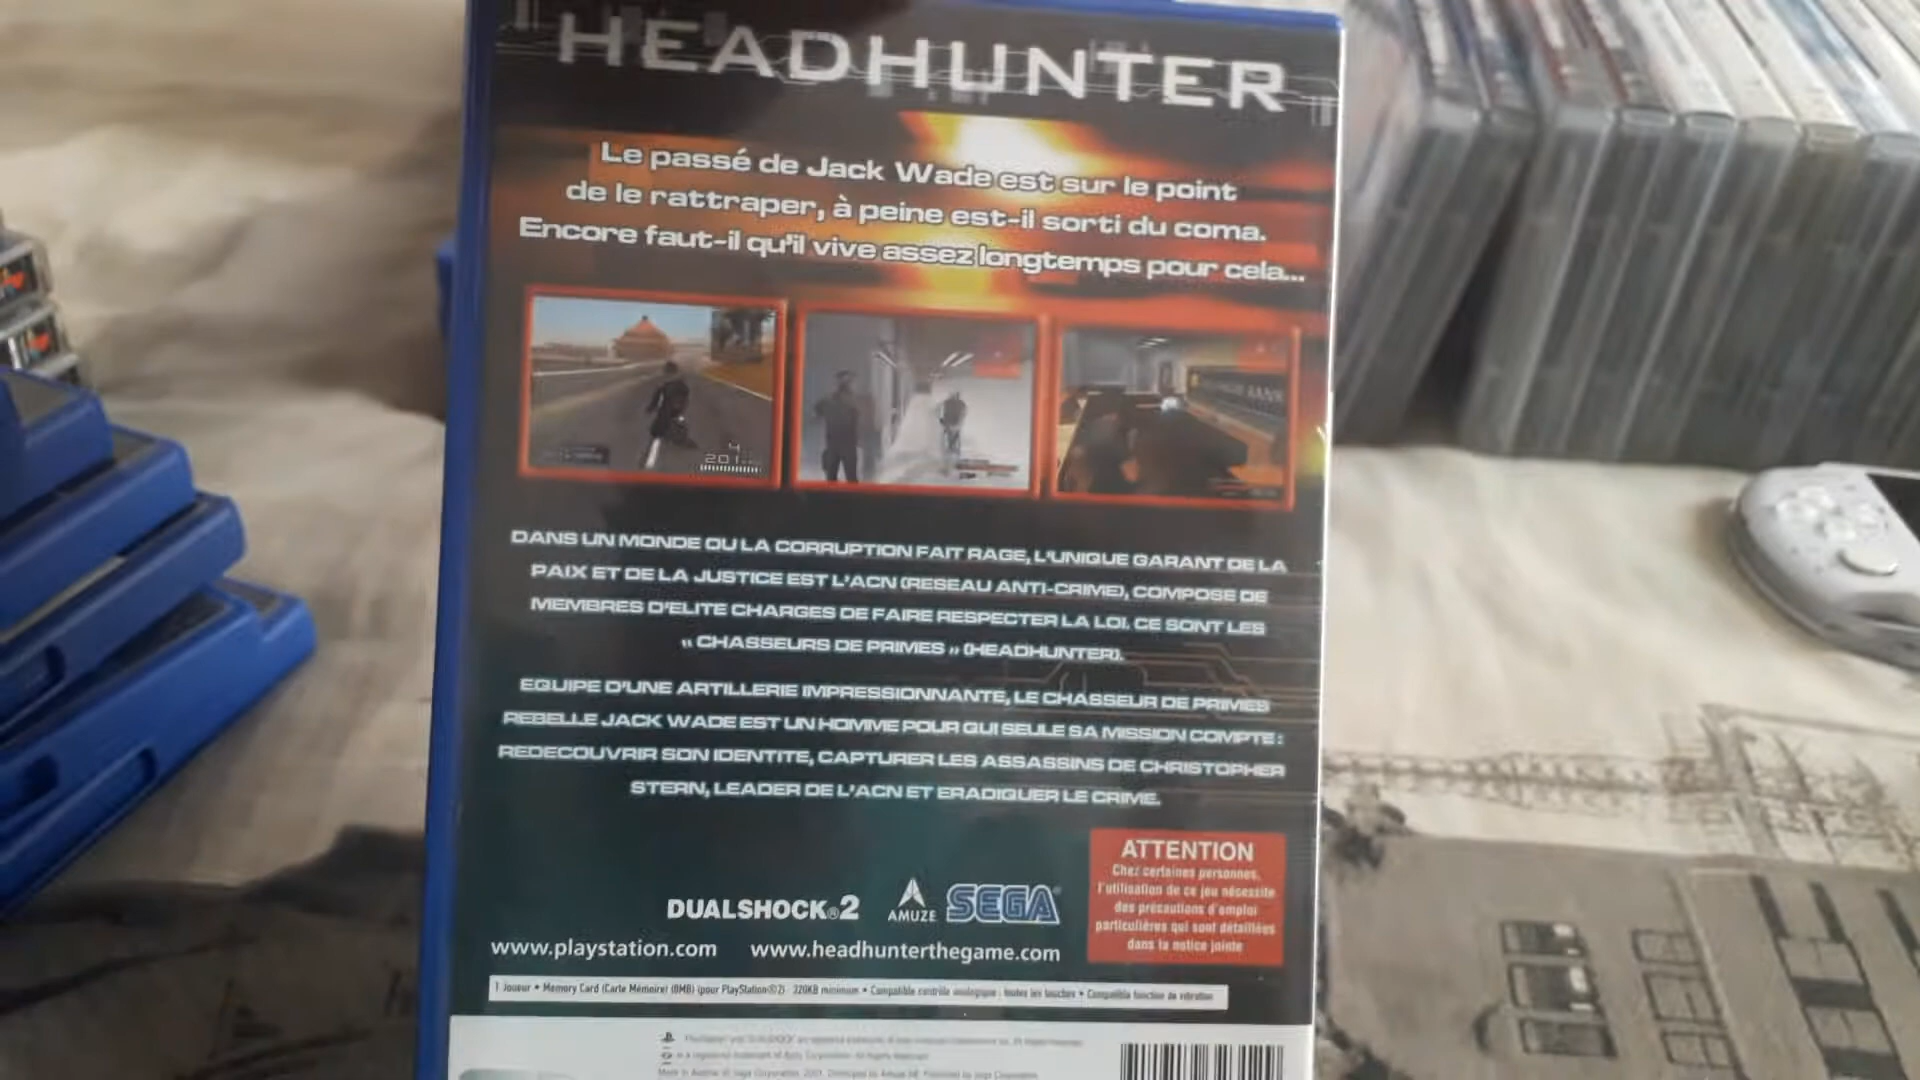 HEADHUNTER
Le passé de Jack Wade est sur le point
de le rattraper, à peine est-il sorti du coma.
Encore faut-il qu'il vive assez longtemps pour cela...
4
201
DANS UN MONDE OU LA CORRUPTION FAIT RAGE, L'UNIQUE GARANT DE LA
PAIX ET DE LA JUSTICE EST L'ACN (RESEAU ANTI-CRIME), COMPOSE DE
MEMBRES D'ELITE CHARGES DE FAIRE RESPECTER LA LOI. CE SONT LES
« CHASSEURS DE PRIMES » (HEADHUNTER).
EQUIPE D'UNE ARTILLERIE IMPRESSIONNANTE, LE CHASSEUR DE PRIMES
REBELLE JACK WADE EST UN HOMME POUR QUI SEULE SA MISSION COMPTE :
REDECOUVRIR SON IDENTITE, CAPTURER LES ASSASSINS DE CHRISTOPHER
STERN, LEADER DE L'ACN ET ERADIQUER LE CRIME.
ATTENTION
Chez certaines personnes,
l'utilisation de ce jeu nécessite
des précautions d'emploi
particulières qui sont détaillées
dans la notice jointe
DUALSHOCK®2 AMUZE SEGA®
www.playstation.com www.headhunterthegame.com
1 Joueur • Memory Card (Carte Mémoire) (8MB) (pour PlayStation®2) : 320KB minimum • Compatible contrôle analogique : toutes les touches • Compatible fonction de vibration